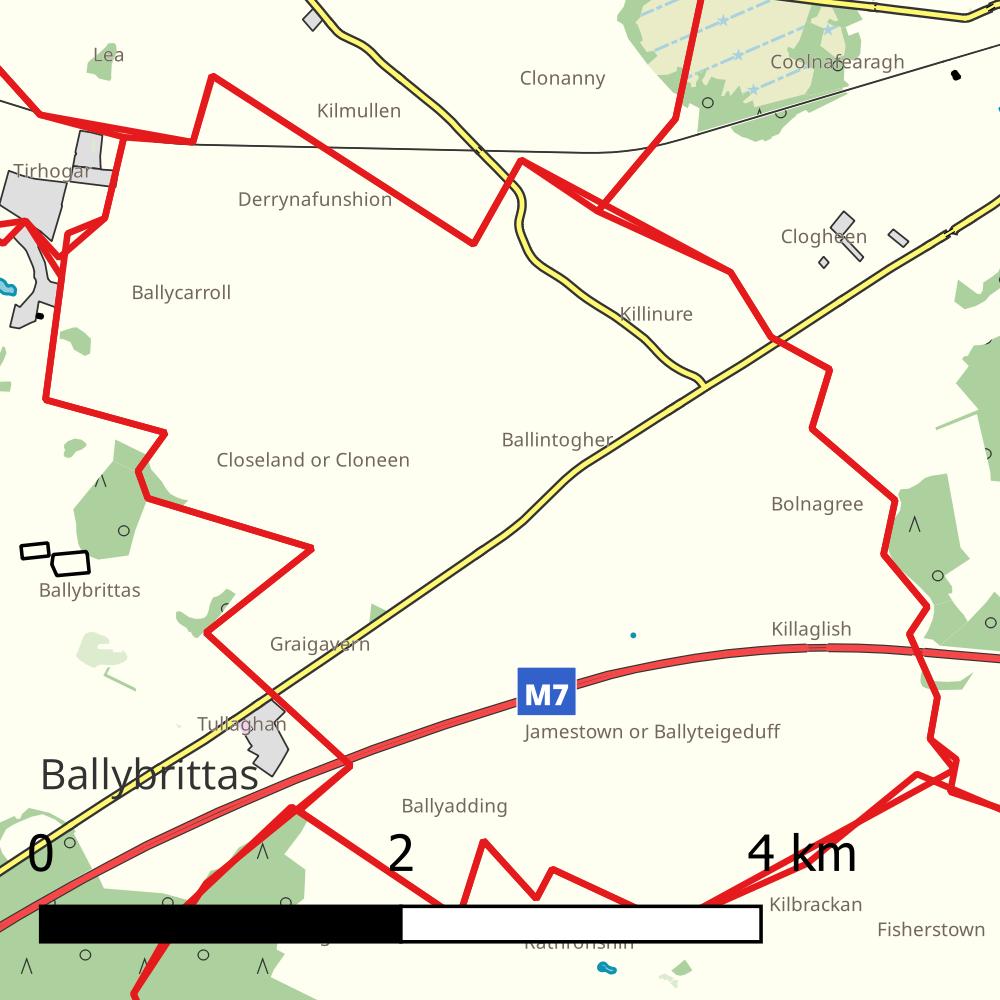 Lea
Coolnafearagh
Clonanny
Kilmullen
Tirhogar
Derrynafunshion
Clogheen
Ballycarroll
Killinure
Ballintogher
Closeland or Cloneen
Bolnagree
Ballybrittas
Killaglish
Graigavern
M7
Tullaghan
Jamestown or Ballyteigeduff
Ballybrittas
Ballyadding
0 2 4 km
Kilbrackan
Fisherstown